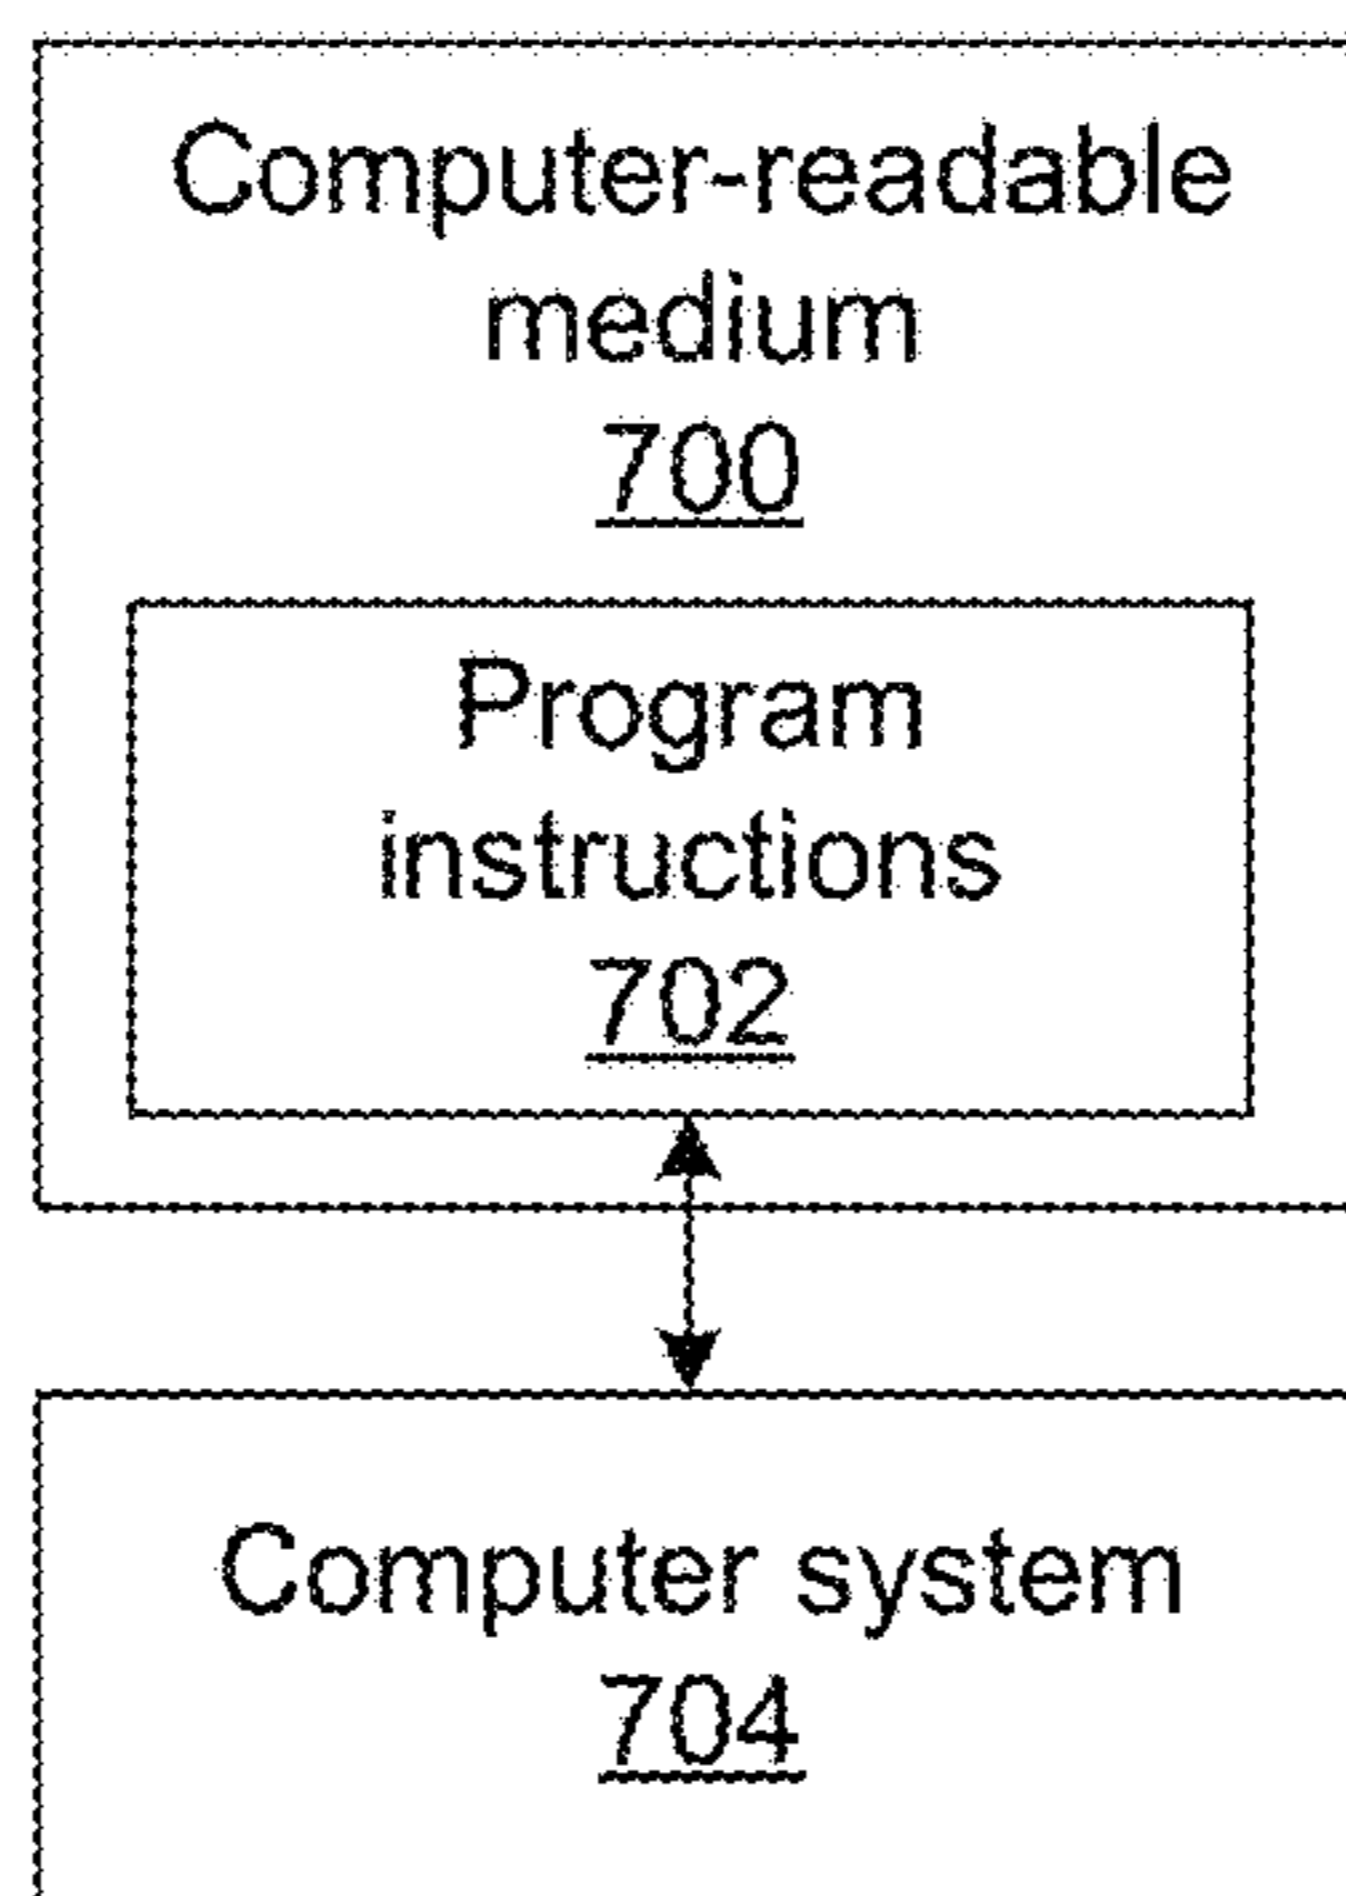 Computer-readable
medium
700
Program
instructions
702
Computer system
704